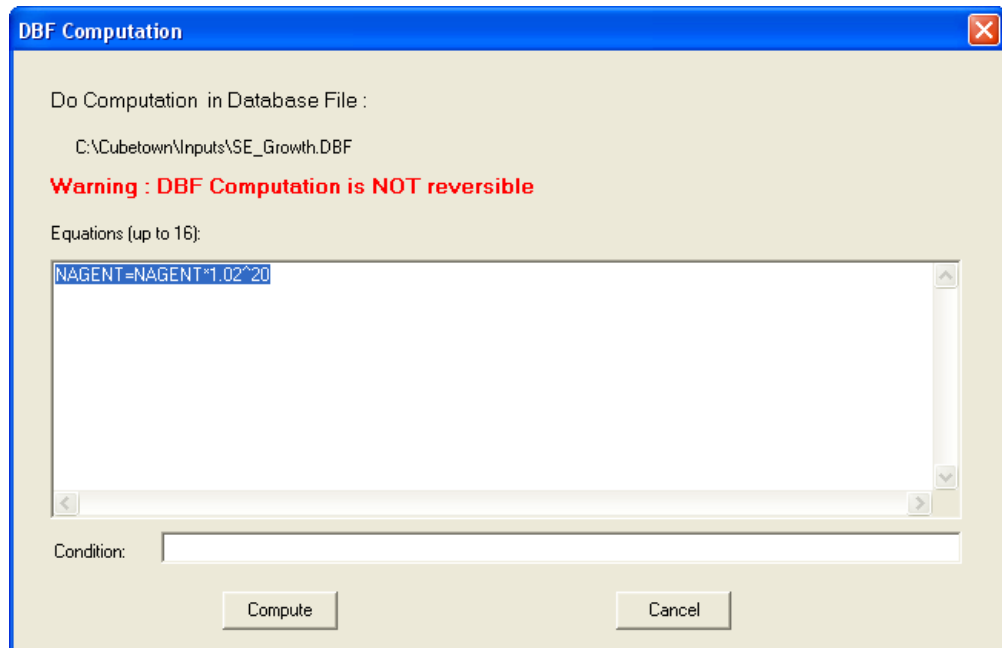 DBF Computation
Do Computation in Database File :
C:\Cubetown\Inputs\SE_Growth.DBF
Warning : DBF Computation is NOT reversible
Equations (up to 16):
NAGENT=NAGENT*1.02^20
Condition:
Compute
Cancel